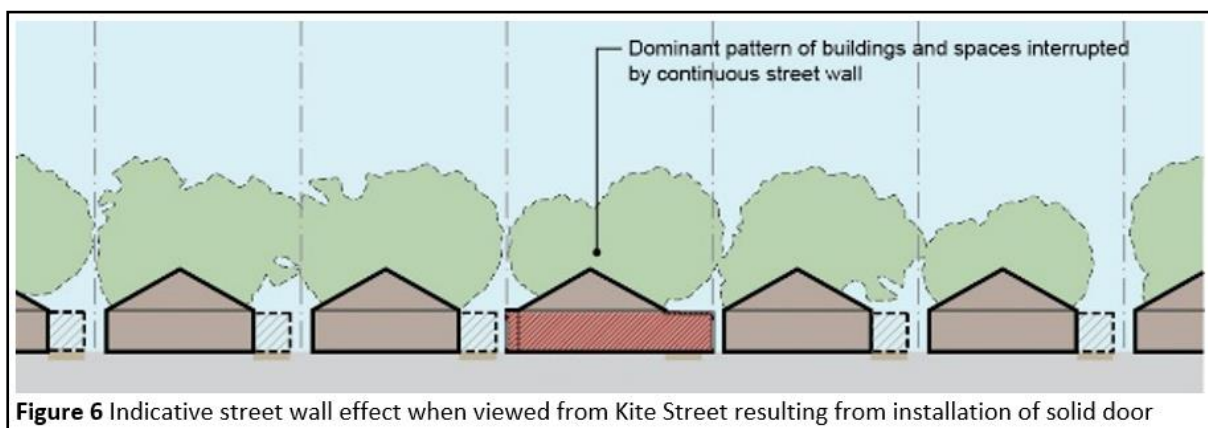 Dominant pattern of buildings and spaces interrupted
by continuous street wall
Figure 6 Indicative street wall effect when viewed from Kite Street resulting from installation of solid door